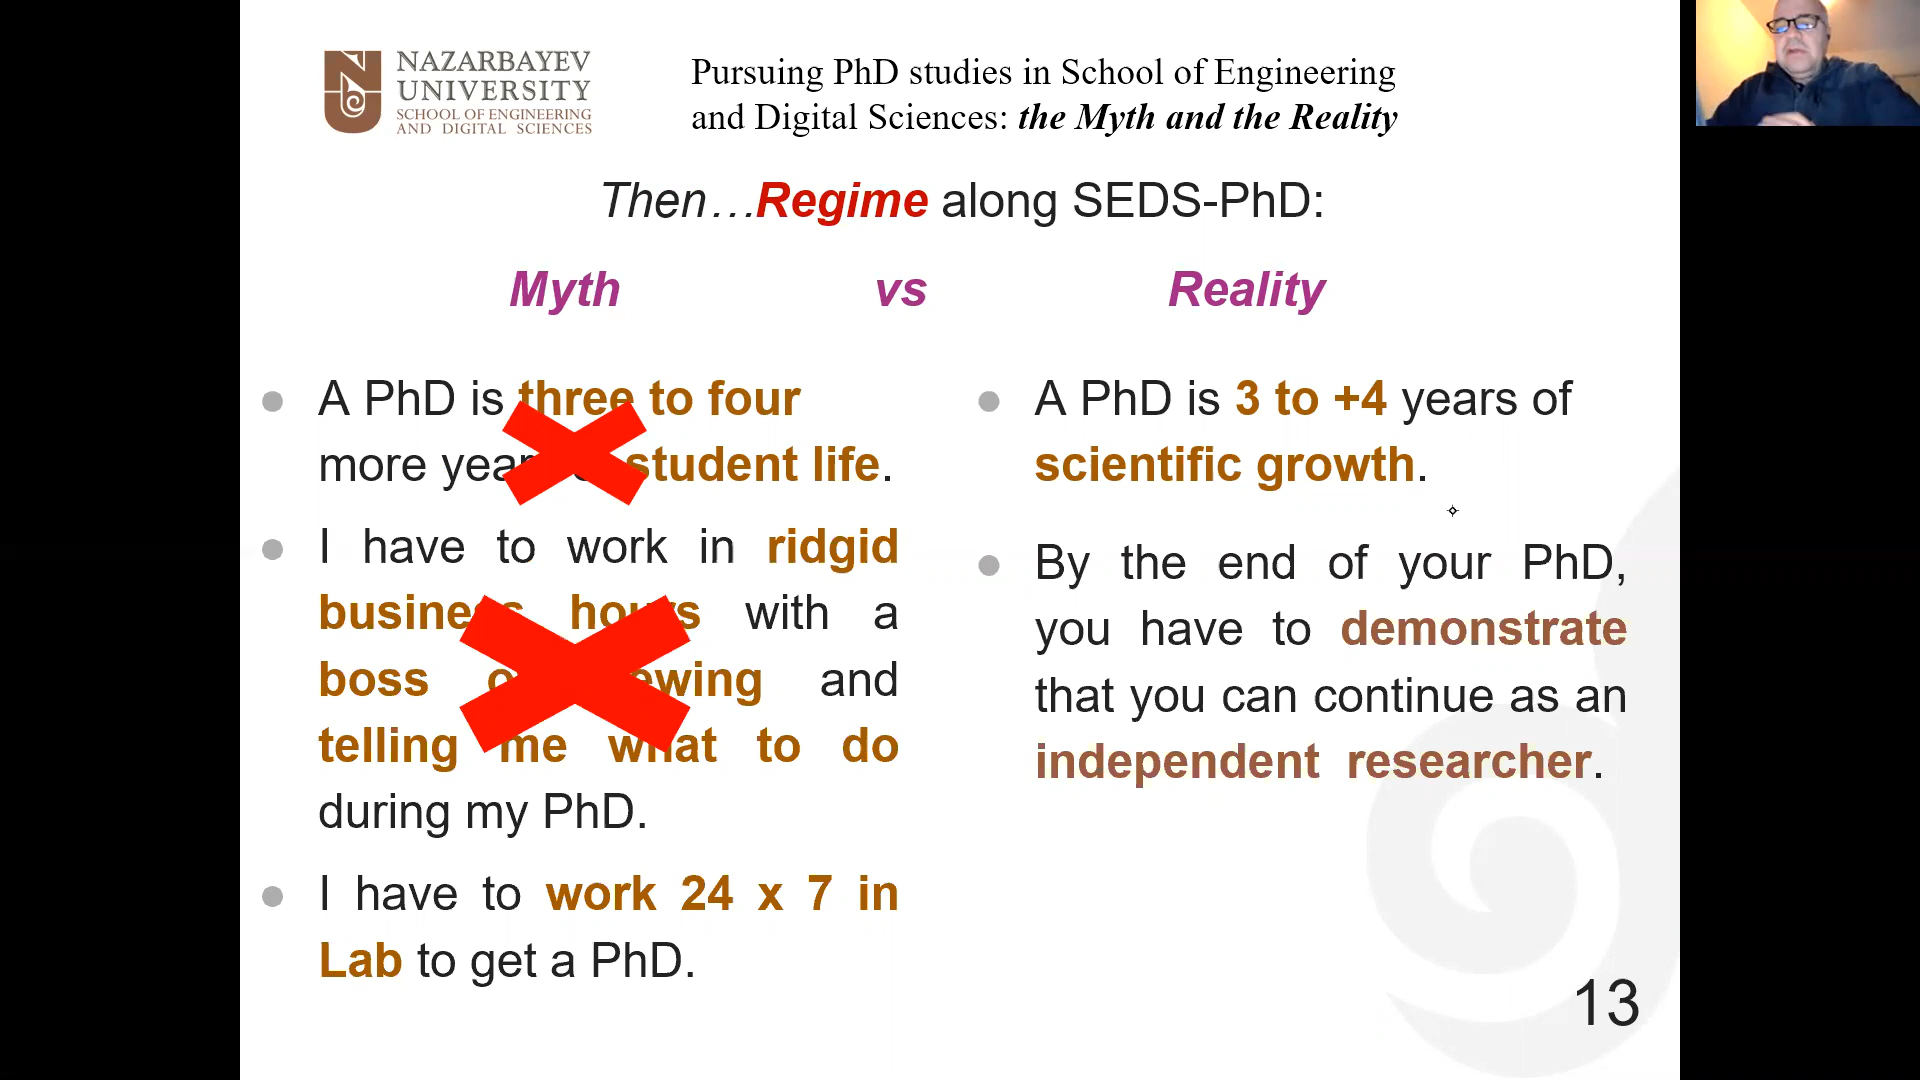 NAZARBAYEV
UNIVERSITY
SCHOOL OF ENGINEERING
AND DIGITAL SCIENCES
Pursuing PhD studies in School of Engineering
and Digital Sciences: the Myth and the Reality
Then…Regime along SEDS-PhD:
Myth vs Reality
A PhD is three to four
more student life.
I have to work in ridgid
business hours with a
boss and
telling me what to do
during my PhD.
I have to work 24 x 7 in
Lab to get a PhD.
A PhD is 3 to +4 years of
scientific growth.
By the end of your PhD,
you have to demonstrate
that you can continue as an
independent researcher.
13